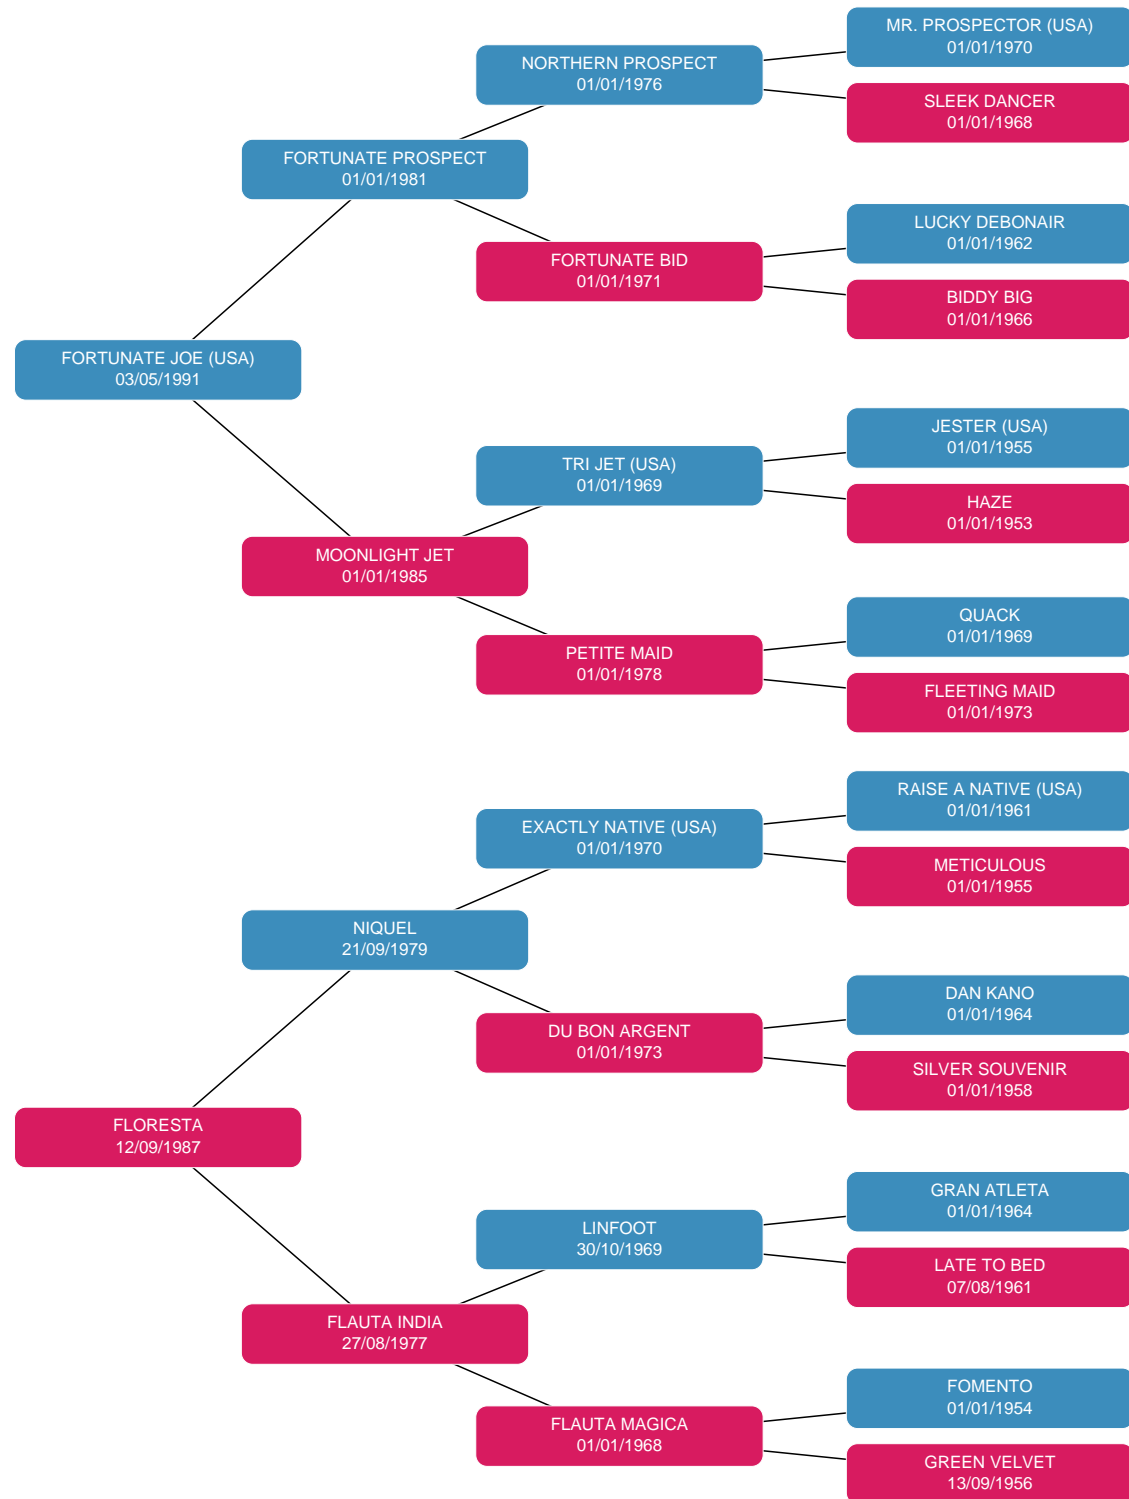 MR. PROSPECTOR (USA)
01/01/1970
NORTHERN PROSPECT
01/01/1976
SLEEK DANCER
01/01/1968
FORTUNATE PROSPECT
01/01/1981
LUCKY DEBONAIR
01/01/1962
FORTUNATE BID
01/01/1971
BIDDY BIG
01/01/1966
FORTUNATE JOE (USA)
03/05/1991
JESTER (USA)
01/01/1955
TRI JET (USA)
01/01/1969
HAZE
01/01/1953
MOONLIGHT JET
01/01/1985
QUACK
01/01/1969
PETITE MAID
01/01/1978
FLEETING MAID
01/01/1973
RAISE A NATIVE (USA)
01/01/1961
EXACTLY NATIVE (USA)
01/01/1970
METICULOUS
01/01/1955
NIQUEL
21/09/1979
DAN KANO
01/01/1964
DU BON ARGENT
01/01/1973
SILVER SOUVENIR
01/01/1958
FLORESTA
12/09/1987
GRAN ATLETA
01/01/1964
LINFOOT
30/10/1969
LATE TO BED
07/08/1961
FLAUTA INDIA
27/08/1977
FOMENTO
01/01/1954
FLAUTA MAGICA
01/01/1968
GREEN VELVET
13/09/1956